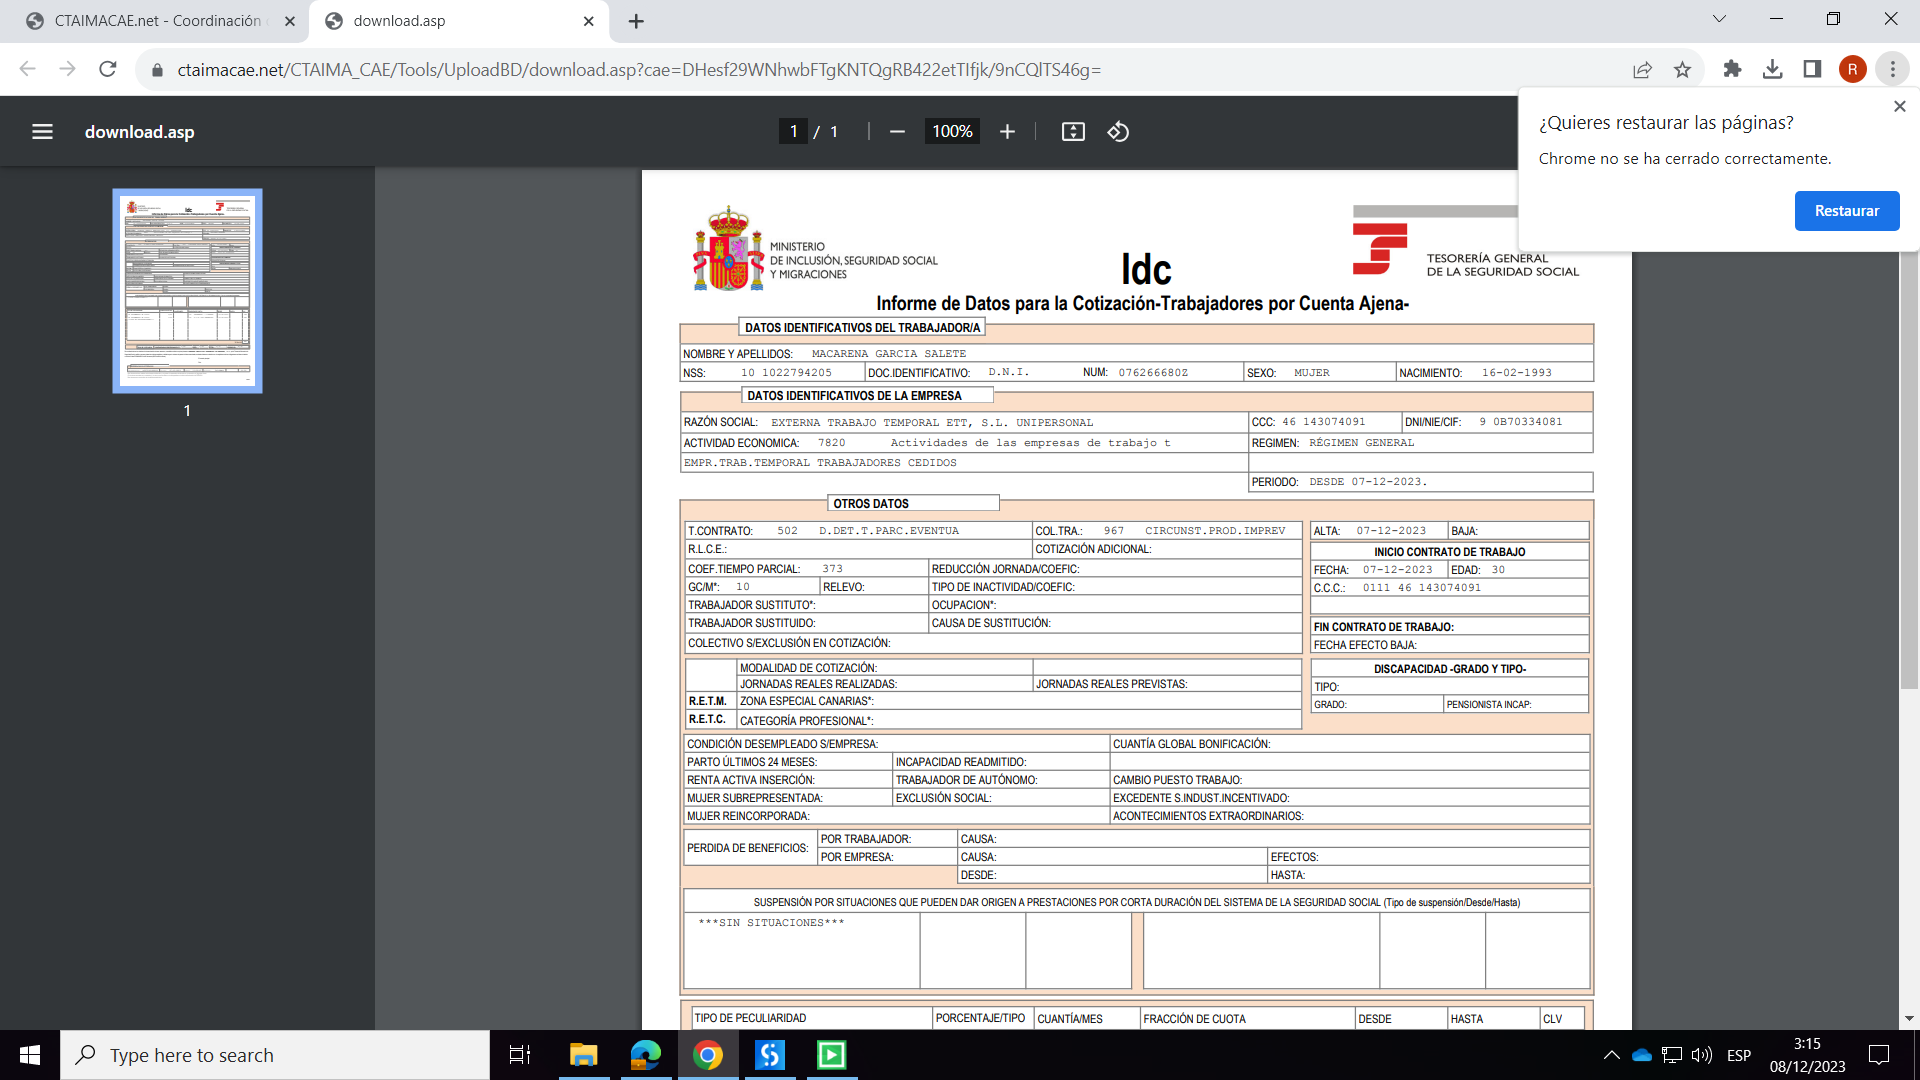 CTAIMACAE.net - Coordinación
download.asp
ctaimacae.net/CTAIMA_CAE/Tools/UploadBD/download.asp?cae=DHesf29WNhwbFTgKNTQgRB422etTIfjk/9nCQlTS46g=
R
download.asp
1 / 1
100%
¿Quieres restaurar las páginas?
Chrome no se ha cerrado correctamente.
Restaurar
1
MINISTERIO
DE INCLUSIÓN, SEGURIDAD SOCIAL
Y MIGRACIONES
TESORERÍA GENERAL
DE LA SEGURIDAD SOCIAL
Idc
Informe de Datos para la Cotización-Trabajadores por Cuenta Ajena-
DATOS IDENTIFICATIVOS DEL TRABAJADOR/A
NOMBRE Y APELLIDOS: MACARENA GARCIA SALETE
NSS: 10 1022794205 DOC.IDENTIFICATIVO: D.N.I. NUM: 076266680Z SEXO: MUJER NACIMIENTO: 16-02-1993
DATOS IDENTIFICATIVOS DE LA EMPRESA
RAZÓN SOCIAL: EXTERNA TRABAJO TEMPORAL ETT, S.L. UNIPERSONAL CCC: 46 143074091 DNI/NIE/CIF: 9 0B70334081
ACTIVIDAD ECONOMICA: 7820 Actividades de las empresas de trabajo t REGIMEN: RÉGIMEN GENERAL
EMPR.TRAB.TEMPORAL TRABAJADORES CEDIDOS
PERIODO: DESDE 07-12-2023.
OTROS DATOS
T.CONTRATO: 502 D.DET.T.PARC.EVENTUA COL.TRA.: 967 CIRCUNST.PROD.IMPREV ALTA: 07-12-2023 BAJA:
R.L.C.E.: COTIZACIÓN ADICIONAL: INICIO CONTRATO DE TRABAJO
COEF.TIEMPO PARCIAL: 373 REDUCCIÓN JORNADA/COEFIC: FECHA: 07-12-2023 EDAD: 30
GC/M*: 10 RELEVO: TIPO DE INACTIVIDAD/COEFIC: C.C.C.: 0111 46 143074091
TRABAJADOR SUSTITUTO*: OCUPACION*:
TRABAJADOR SUSTITUIDO: CAUSA DE SUSTITUCIÓN: FIN CONTRATO DE TRABAJO:
COLECTIVO S/EXCLUSIÓN EN COTIZACIÓN: FECHA EFECTO BAJA:
MODALIDAD DE COTIZACIÓN: DISCAPACIDAD -GRADO Y TIPO-
JORNADAS REALES REALIZADAS: JORNADAS REALES PREVISTAS: TIPO:
R.E.T.M. ZONA ESPECIAL CANARIAS*: GRADO: PENSIONISTA INCAP:
R.E.T.C. CATEGORÍA PROFESIONAL*:
CONDICIÓN DESEMPLEADO S/EMPRESA: CUANTÍA GLOBAL BONIFICACIÓN:
PARTO ÚLTIMOS 24 MESES: INCAPACIDAD READMITIDO:
RENTA ACTIVA INSERCIÓN: TRABAJADOR DE AUTÓNOMO: CAMBIO PUESTO TRABAJO:
MUJER SUBREPRESENTADA: EXCLUSIÓN SOCIAL: EXCEDENTE S.INDUST.INCENTIVADO:
MUJER REINCORPORADA: ACONTECIMIENTOS EXTRAORDINARIOS:
PERDIDA DE BENEFICIOS: POR TRABAJADOR: CAUSA:
POR EMPRESA: CAUSA: EFECTOS:
DESDE: HASTA:
SUSPENSIÓN POR SITUACIONES QUE PUEDEN DAR ORIGEN A PRESTACIONES POR CORTA DURACIÓN DEL SISTEMA DE LA SEGURIDAD SOCIAL (Tipo de suspensión/Desde/Hasta)
***SIN SITUACIONES***
TIPO DE PECULIARIDAD PORCENTAJE/TIPO CUANTÍA/MES FRACCIÓN DE CUOTA DESDE HASTA CLV
Type here to search
ESP
3:15
08/12/2023